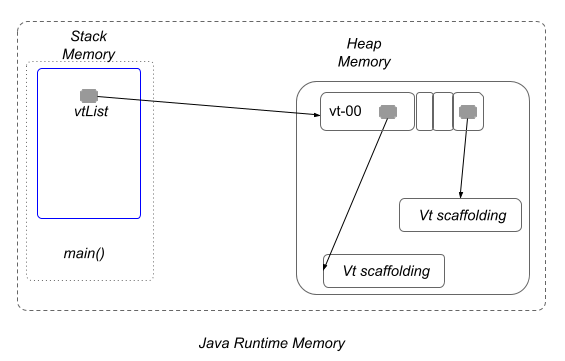 Stack
Memory
Heap
Memory
vtList
vt-00
Vt scaffolding
main()
Vt scaffolding
Java Runtime Memory